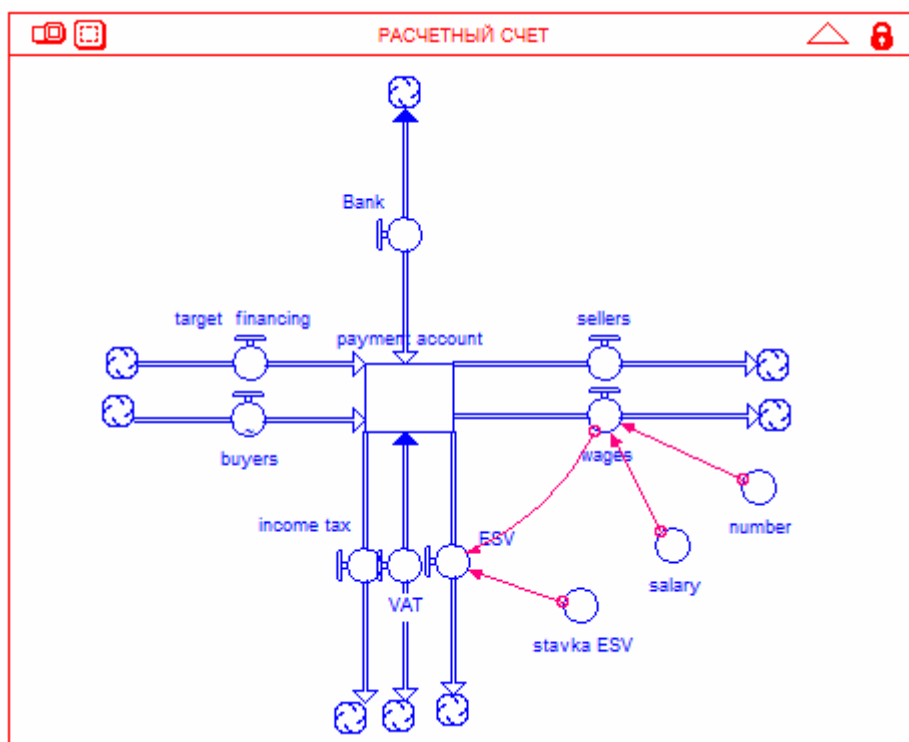 РАСЧЕТНЫЙ СЧЕТ
Bank
target financing
sellers
payment account
buyers
wages
number
income tax
ESV
salary
VAT
stavka ESV